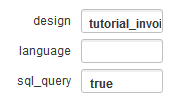 design tutorial_invoi
language
sql_query true